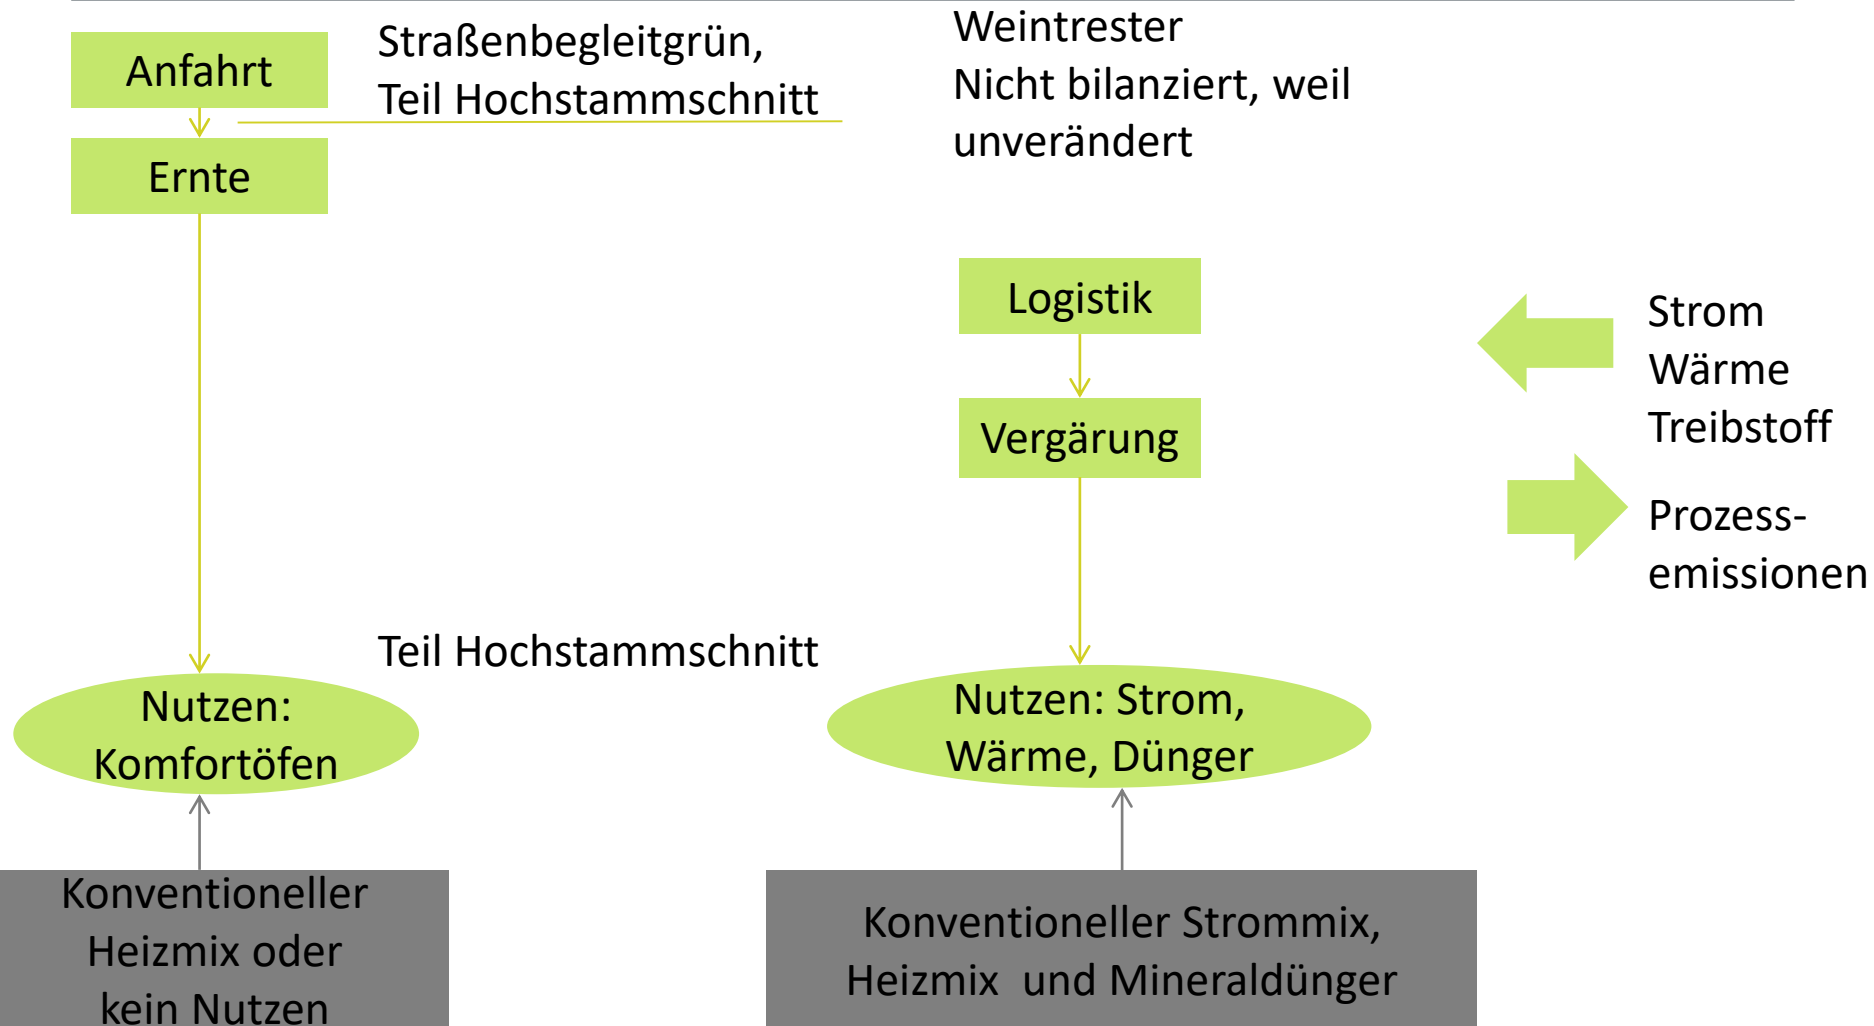 Anfahrt
Ernte
Straßenbegleitgrün,
Teil Hochstammschnitt
Weintrester
Nicht bilanziert, weil
unverändert
Logistik
Vergärung
Strom
Wärme
Treibstoff
Prozess-
emissionen
Teil Hochstammschnitt
Nutzen:
Komfortöfen
Nutzen: Strom,
Wärme, Dünger
Konventioneller
Heizmix oder
kein Nutzen
Konventioneller Strommix,
Heizmix und Mineraldünger